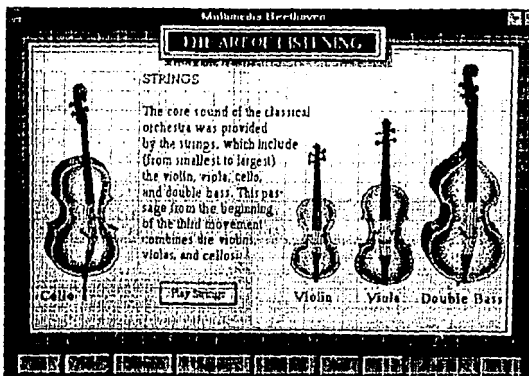 Multimedia Beethoven
THE ART OF LISTENING
STRINGS
The core sound of the classical
orchestra was provided
by the strings, which include
(from smallest to largest)
the violin, viola, cello,
and double bass. This pas-
sage from the beginning
of the third movement
combines the violins,
violas, and cellos.
Play Strings
Cello
Violin
Viola
Double Bass